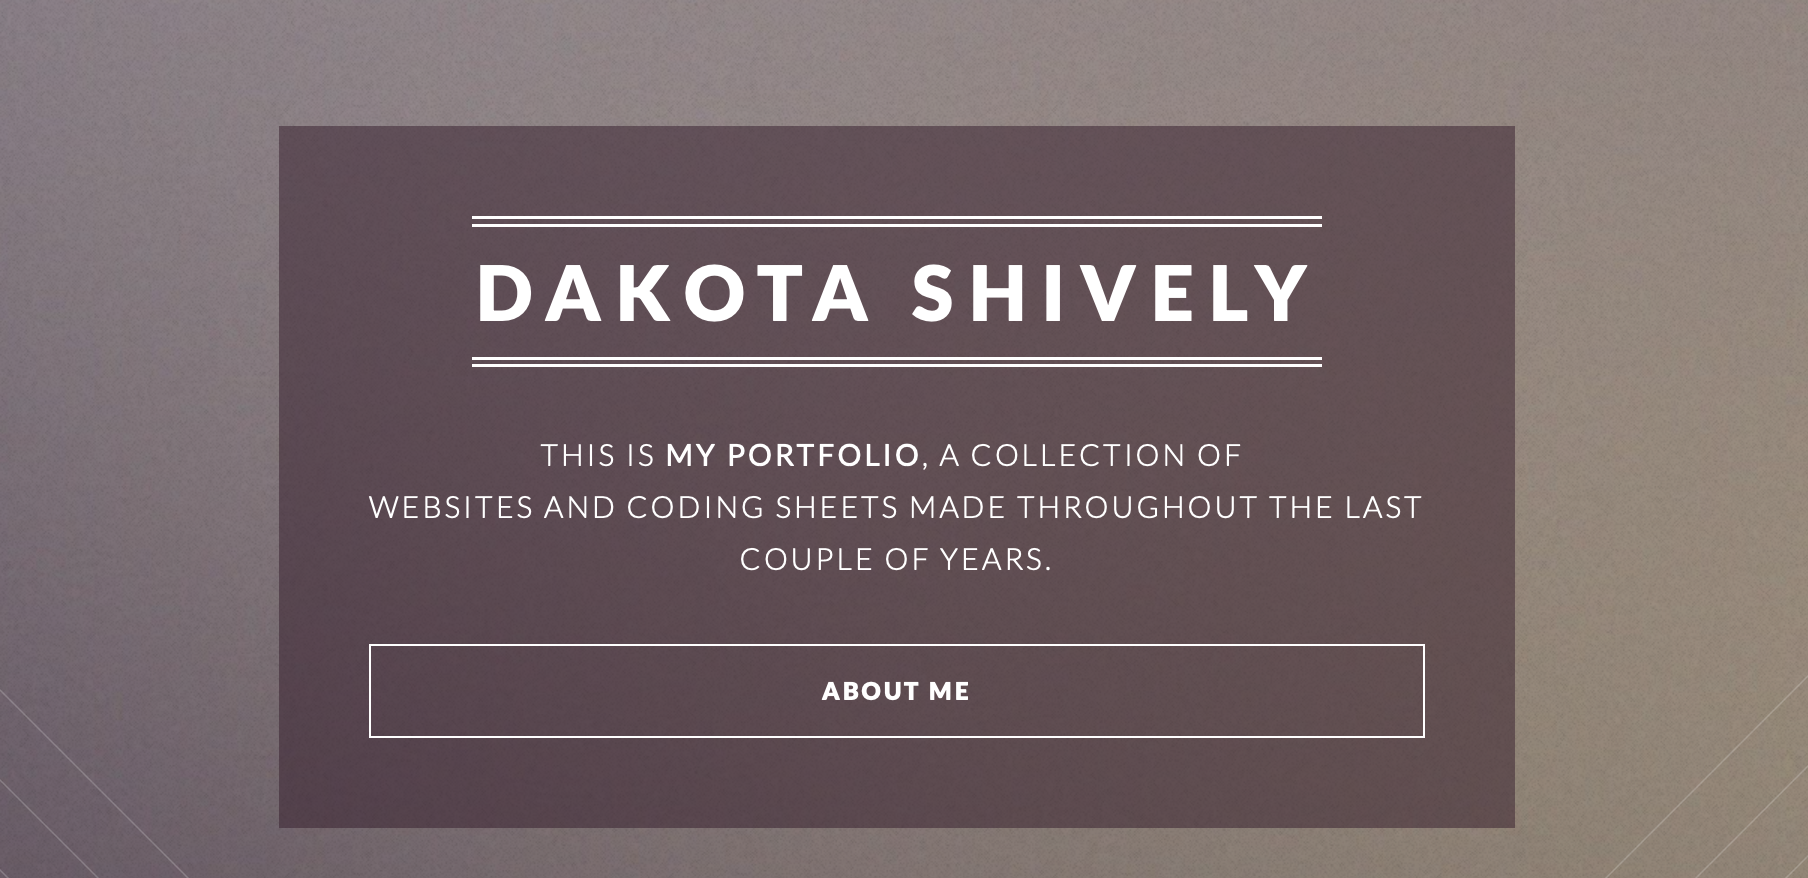 DAKOTA SHIVELY
THIS IS MY PORTFOLIO, A COLLECTION OF
WEBSITES AND CODING SHEETS MADE THROUGHOUT THE LAST
COUPLE OF YEARS.
ABOUT ME